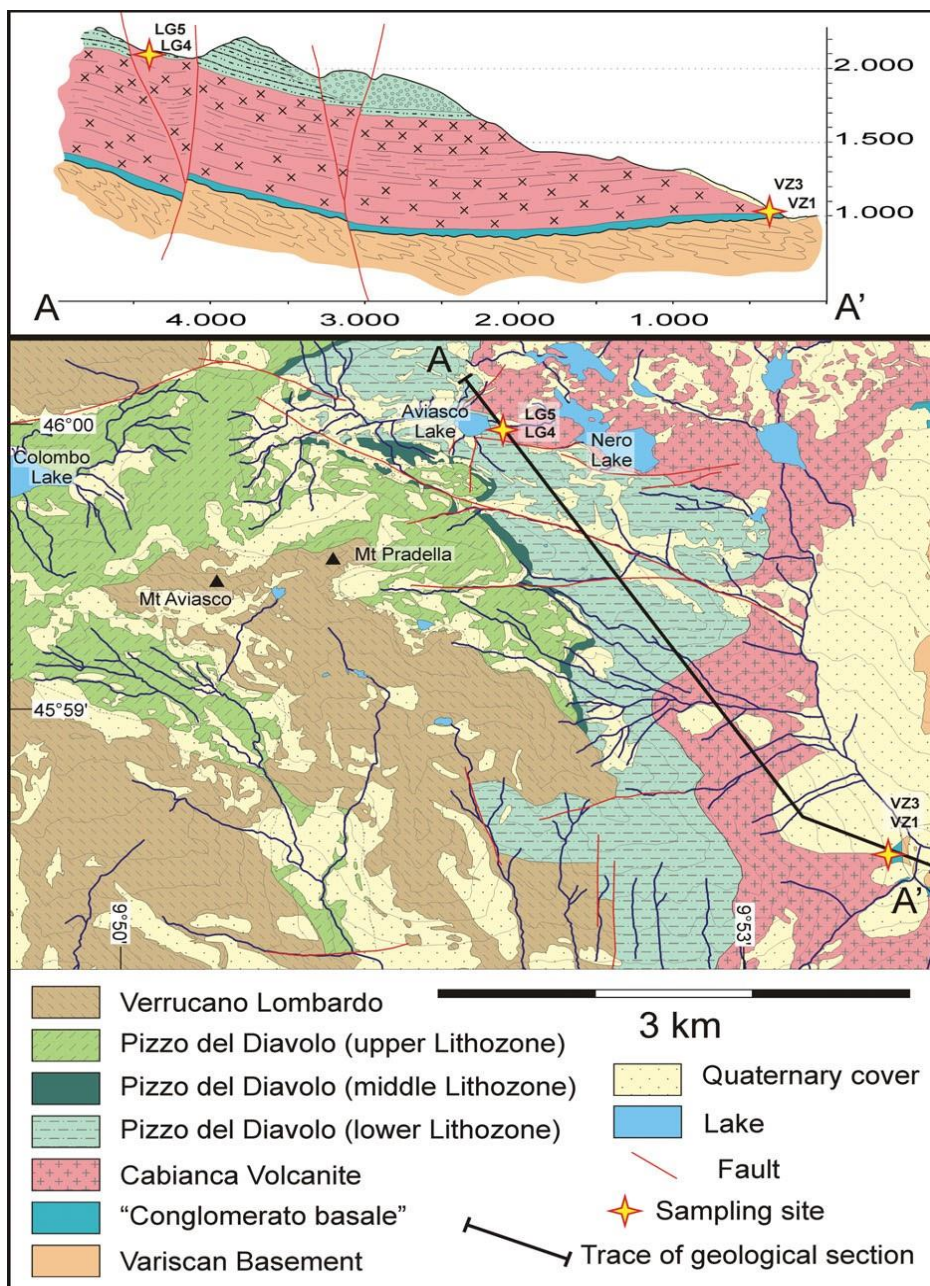 LG5
LG4
2.000
1.500
VZ3
VZ1
1.000
A
A'
4.000
3.000
2.000
1.000
A
46°00
Aviasco
Lake
LG5
LG4
Nero
Lake
Colombo
Lake
Mt Pradella
Mt Aviasco
45°59'
VZ3
VZ1
A'
9°50'
9°53'
Verrucano Lombardo
Pizzo del Diavolo (upper Lithozone)
Pizzo del Diavolo (middle Lithozone)
Pizzo del Diavolo (lower Lithozone)
Cabianca Volcanite
“Conglomerato basale”
Variscan Basement
3 km
Quaternary cover
Lake
Fault
Sampling site
Trace of geological section